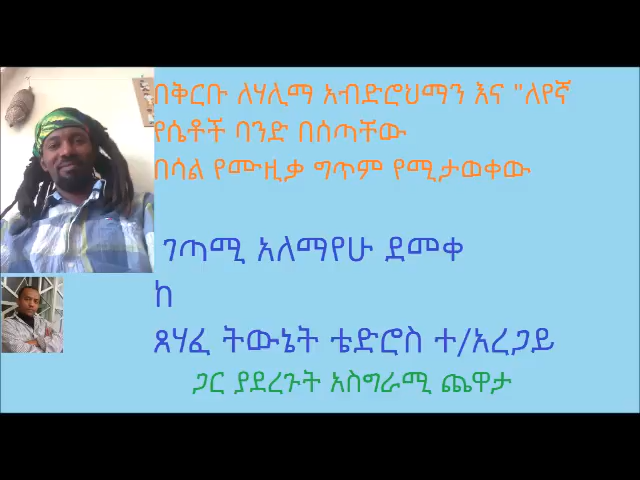 በቅርቡ ለሃሊማ አብድሮህማን እና "ለየኛ
የሴቶች ባንድ በሰጣቸው
በሳል የሙዚቃ ግጥም የሚታወቀው
ገጣሚ አለማየሁ ደመቀ
ከ
ጸሃፈ ትውኔት ቴድሮስ ተ/አረጋይ
ጋር ያደረጉት አስግራሚ ጨዋታ